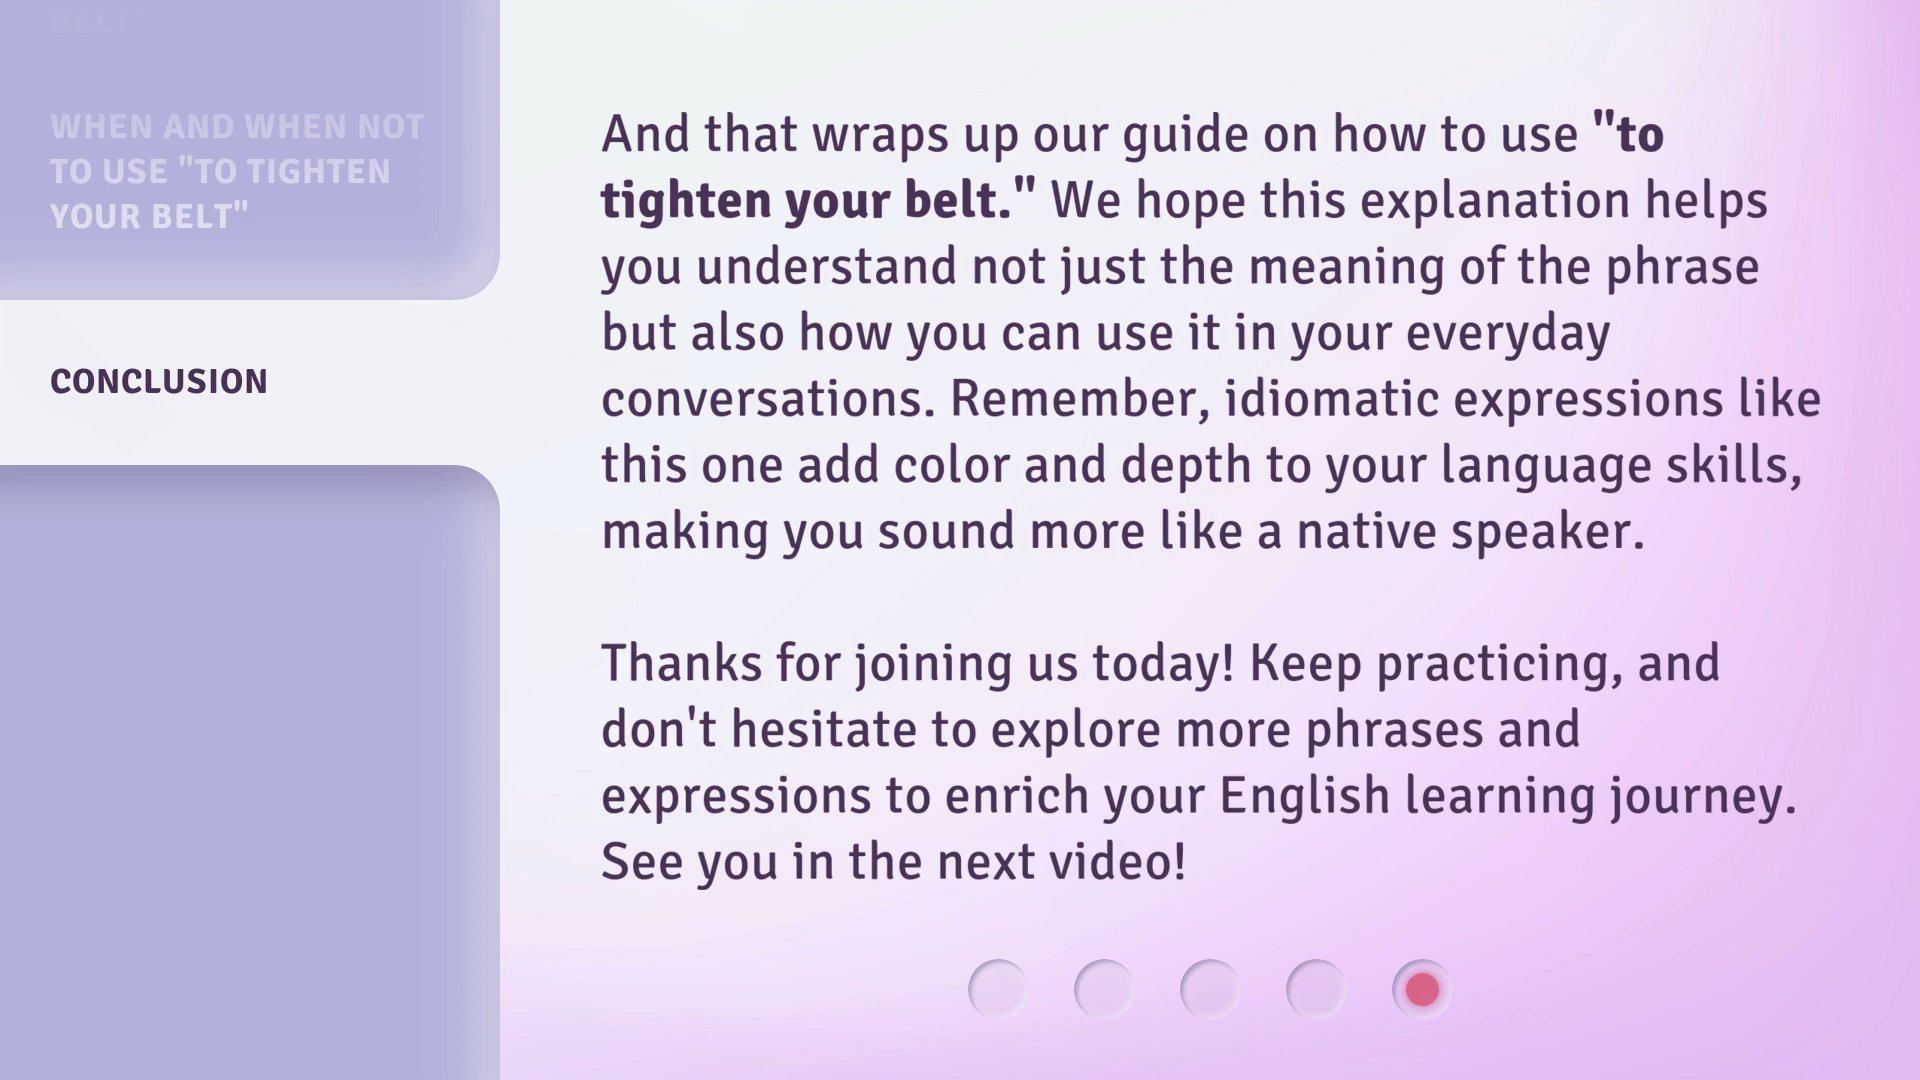 BELT"
WHEN AND WHEN NOT
TO USE "TO TIGHTEN
YOUR BELT"
CONCLUSION
And that wraps up our guide on how to use "to
tighten your belt." We hope this explanation helps
you understand not just the meaning of the phrase
but also how you can use it in your everyday
conversations. Remember, idiomatic expressions like
this one add color and depth to your language skills,
making you sound more like a native speaker.
Thanks for joining us today! Keep practicing, and
don't hesitate to explore more phrases and
expressions to enrich your English learning journey.
See you in the next video!